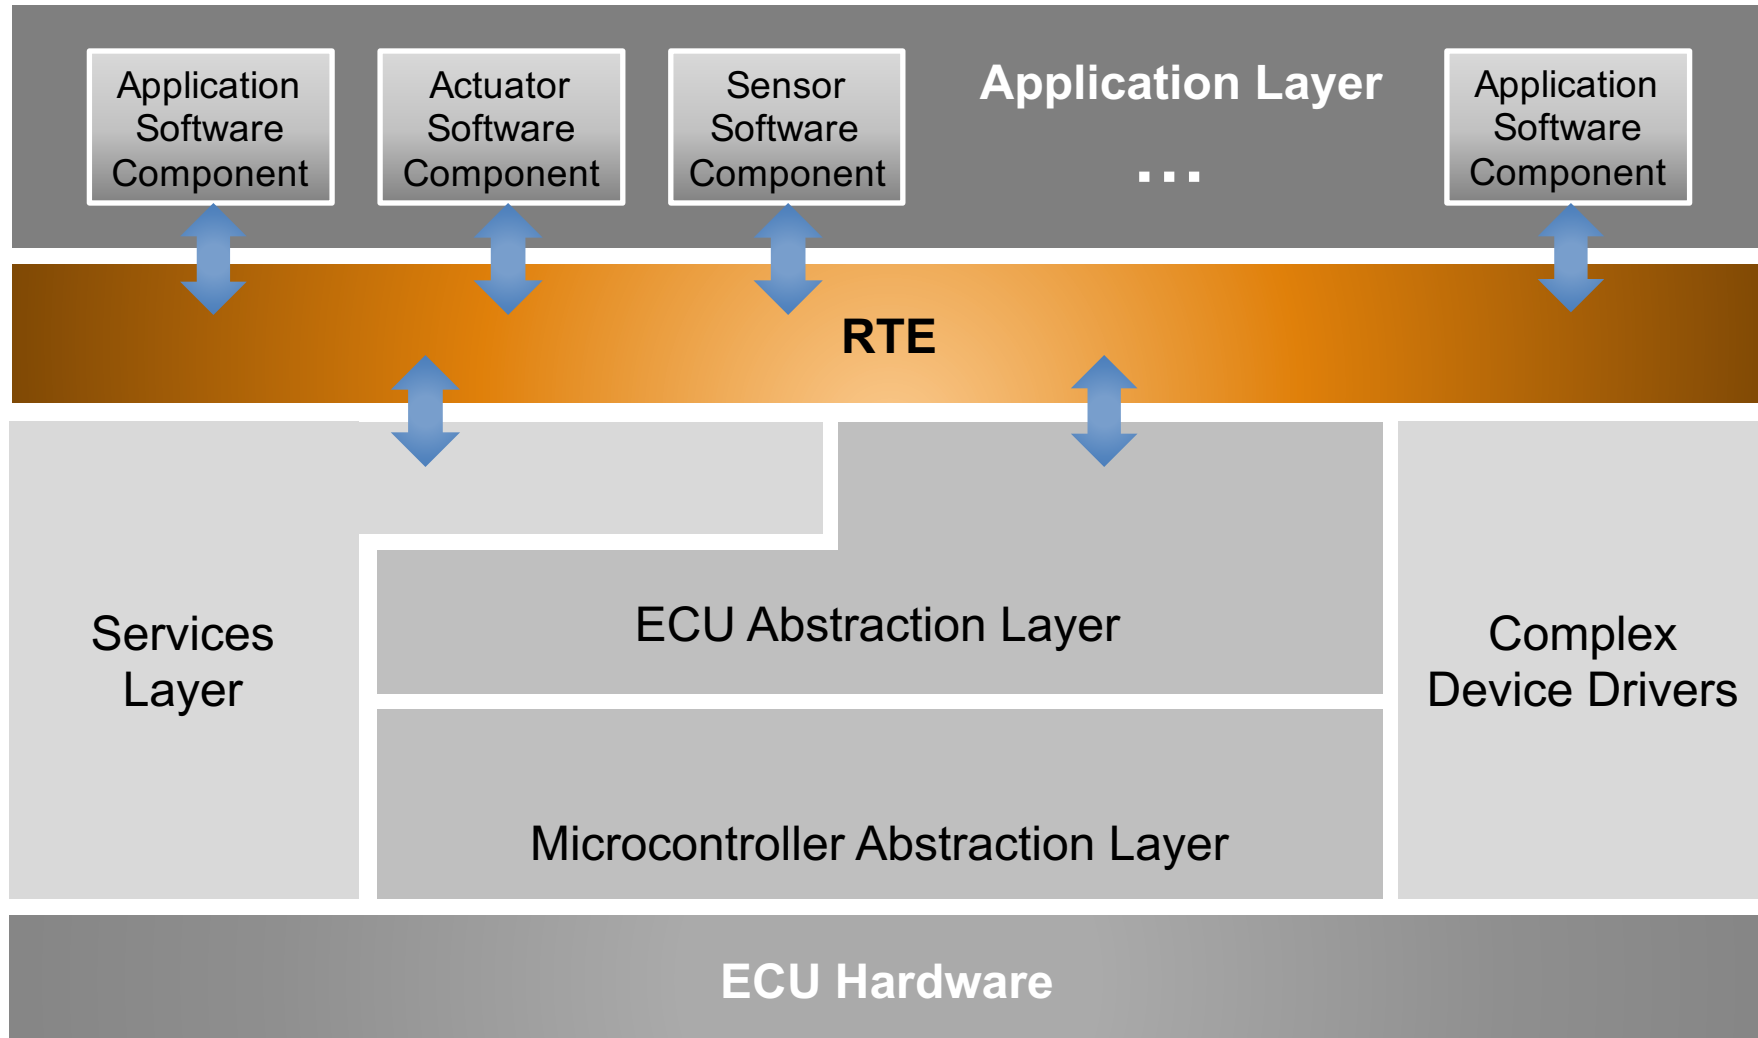 Application
Software
Component
Actuator
Software
Component
Sensor
Software
Component
Application Layer
...
Application
Software
Component
RTE
Services
Layer
ECU Abstraction Layer
Complex
Device Drivers
Microcontroller Abstraction Layer
ECU Hardware